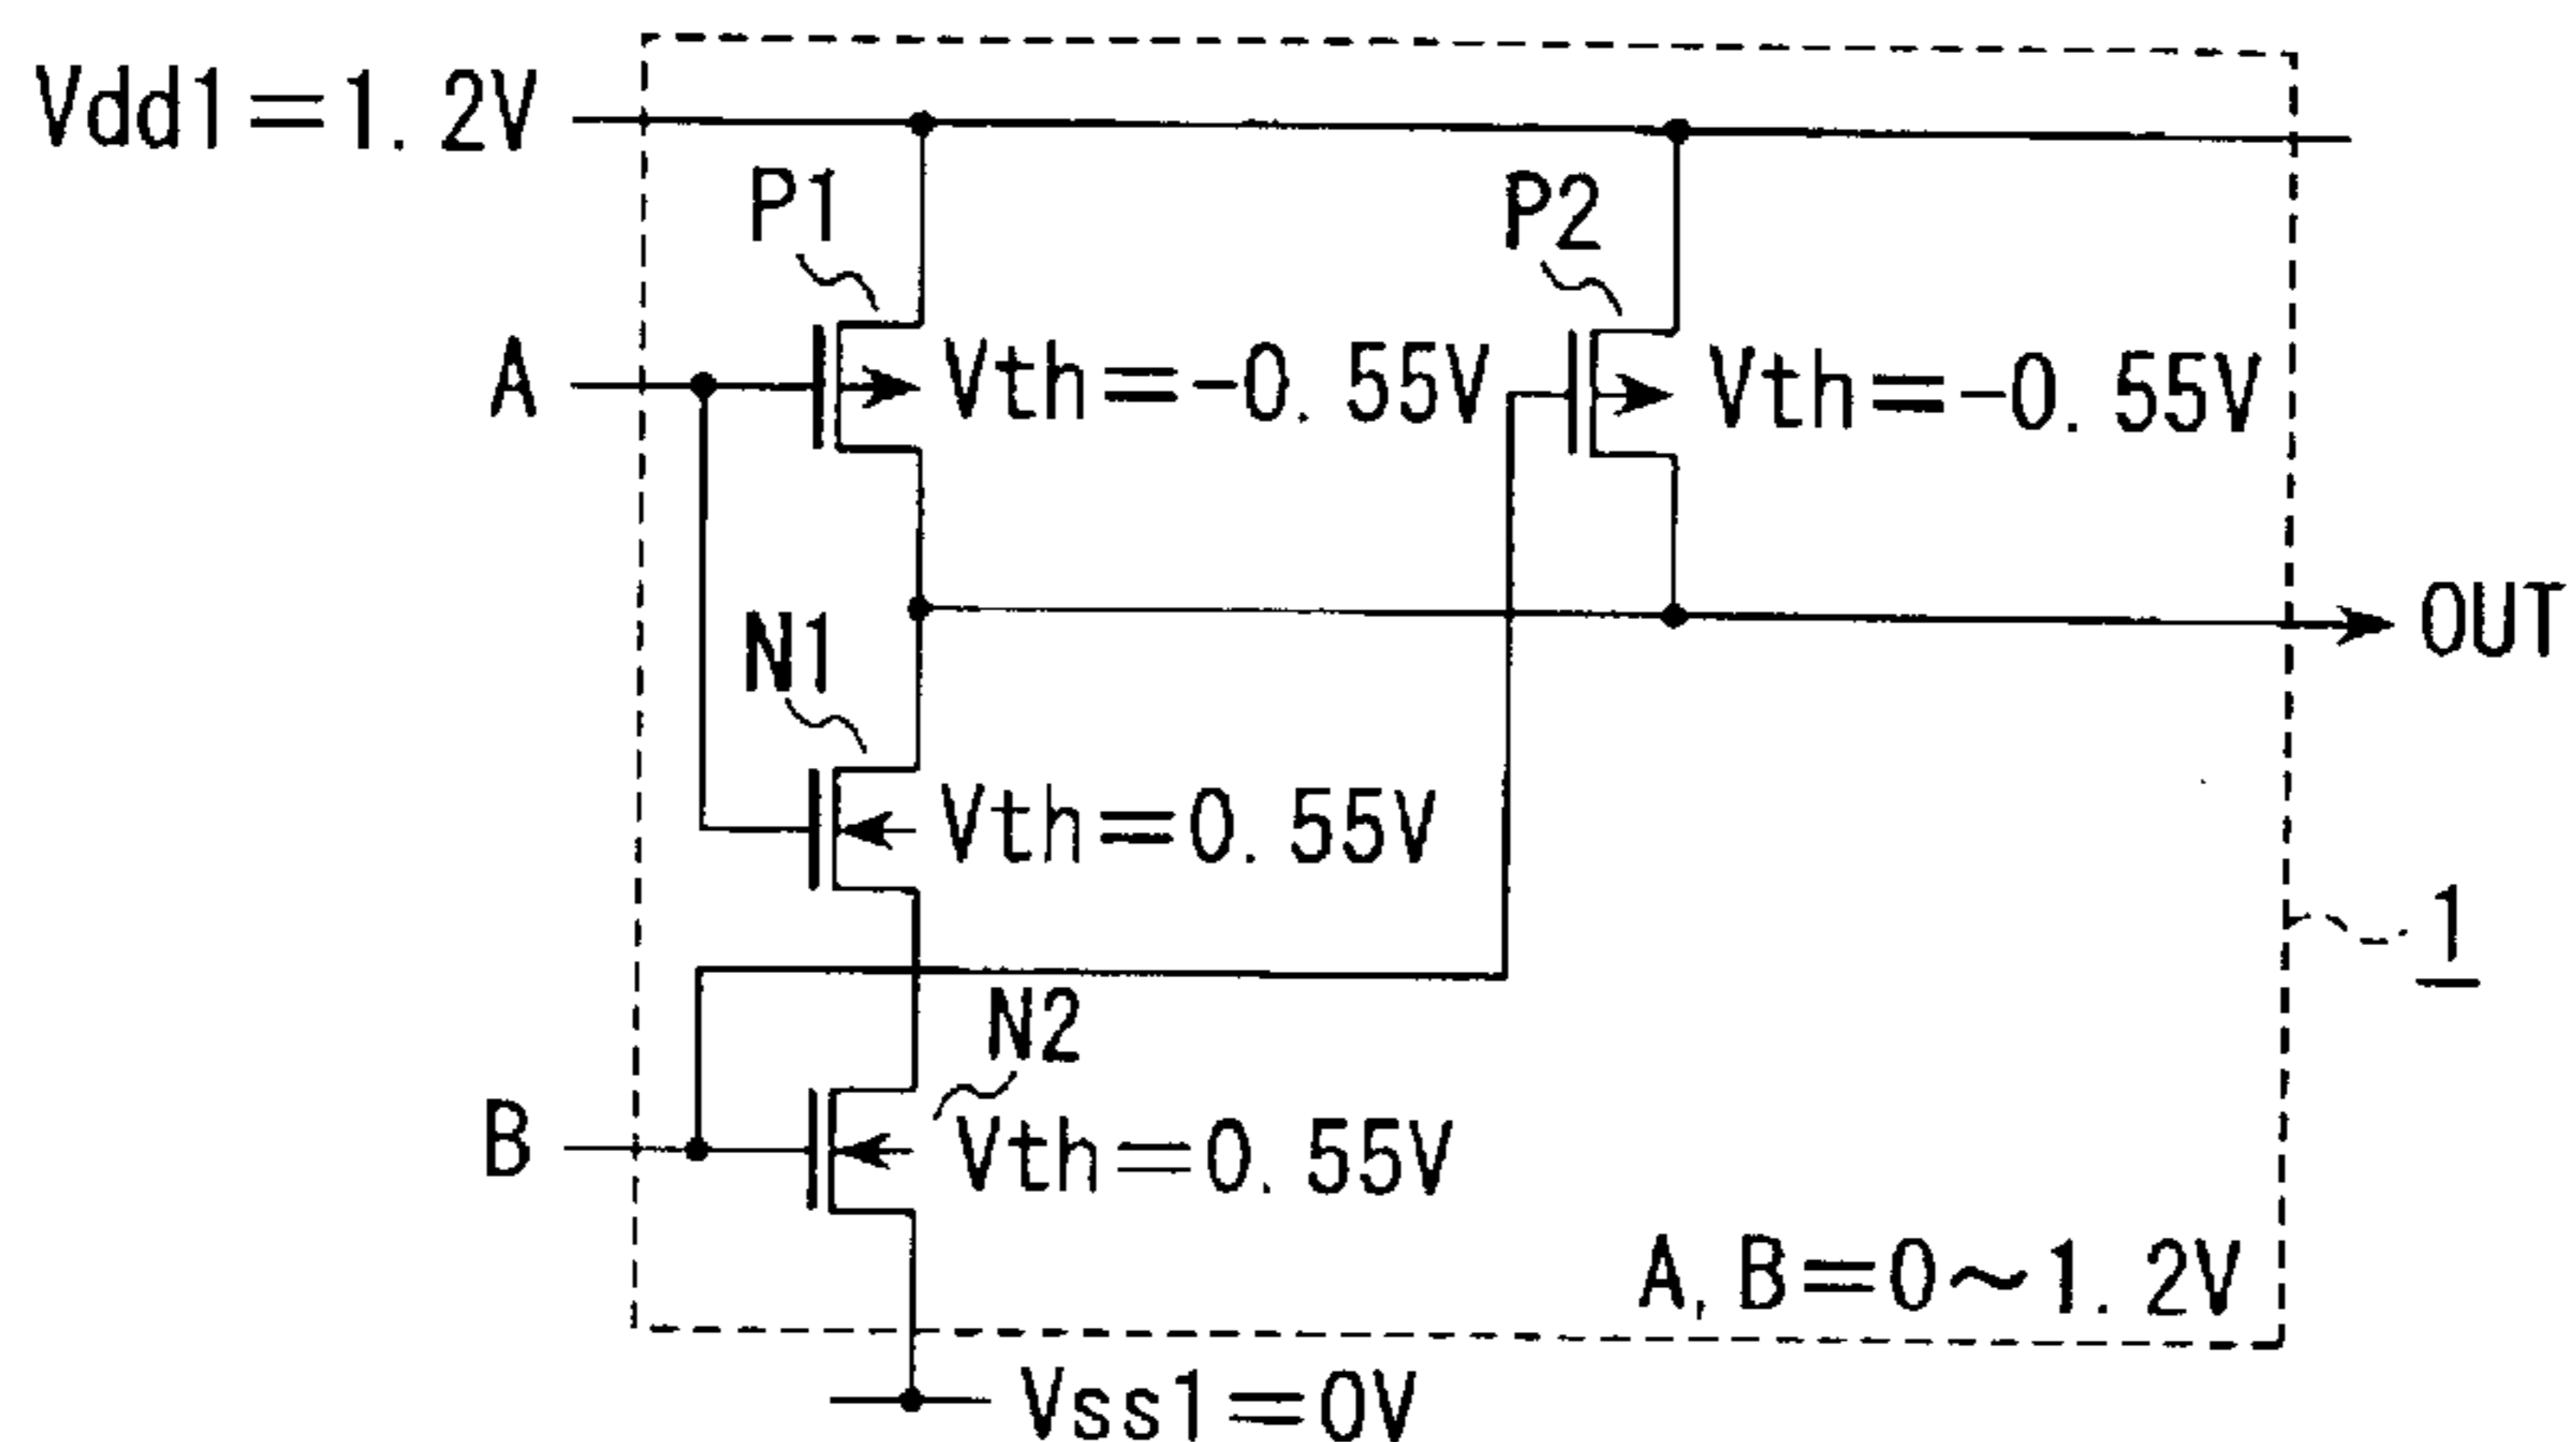 Vdd1=1.2V
P1
P2
A
Vth=-0.55V
Vth=-0.55V
OUT
N1
Vth=0.55V
1
N2
B
Vth=0.55V
A, B=0~1.2V
Vss1=0V